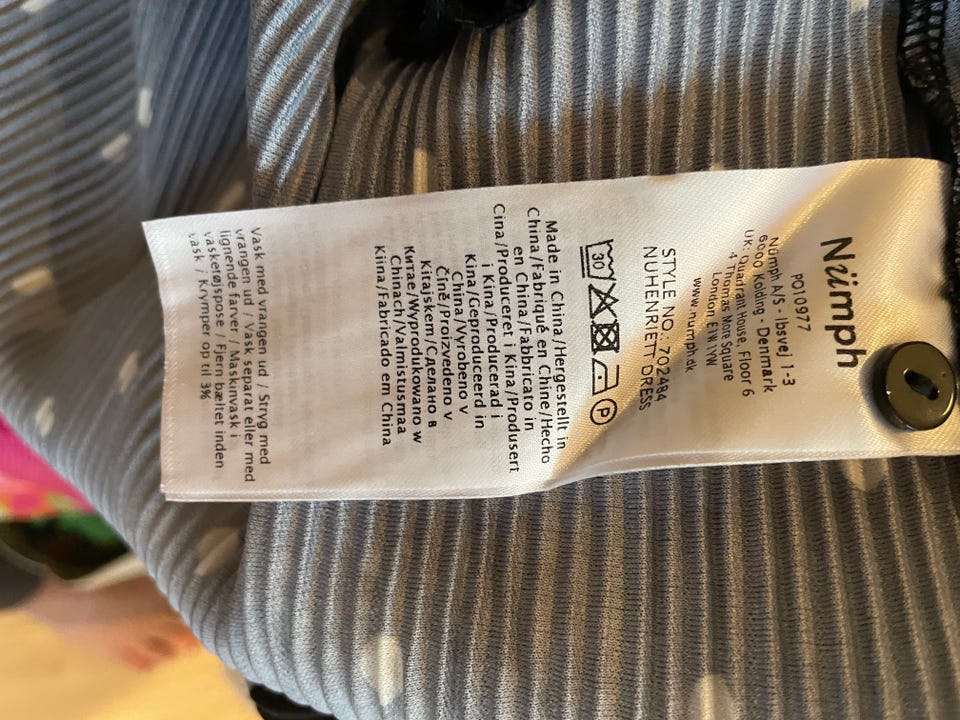 Nümph
PO10977
Nümph A/S - Ibsvej 1-3
6000 Kolding - Denmark
UK: Quadrant House, Floor 6
4 Thomas More Square
London E1W 1YW
www.numph.dk
STYLE NO.: 702484
NUHENRIETT DRESS
30
P
Made in China/Hergestellt in
China/Fabriqué en Chine/Hecho
en China/Fabbricato in
Cina/Produceret i Kina/Produsert
i Kina/Producerad i
Kina/Geproduceerd in
China/Vyrobeno v
Číně/Proizvedeno v
Kitajskem/Сделано в
Китае/Wyprodukowano w
Chinach/Valmistusmaa
Kiina/Fabricado em China
Vask med vrangen ud / Stryg med
vrangen ud / Vask separat eller med
lignende farver / Maskinvask i
vasketøjspose / Fjern bæltet inden
vask / Krymper op til 3%